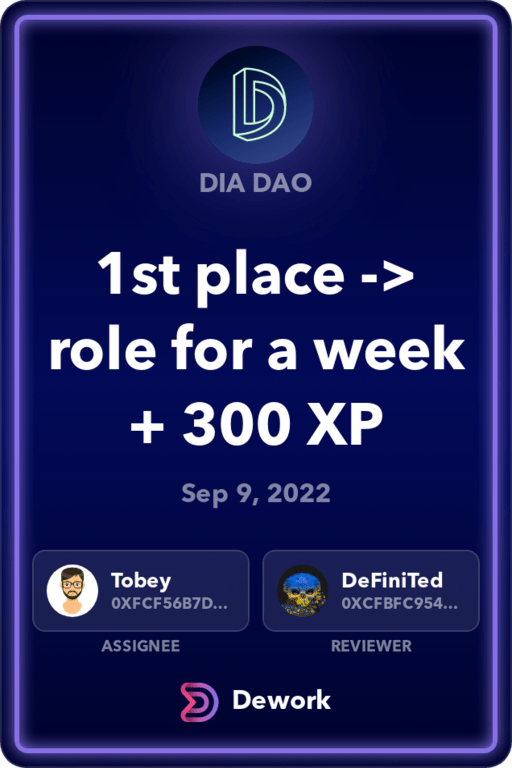 DIA DAO
1st place ->
role for a week
+ 300 XP
Sep 9, 2022
Tobey
0XFCF56B7D...
ASSIGNEE
DeFiniTed
0XCFBFC954...
REVIEWER
Dework